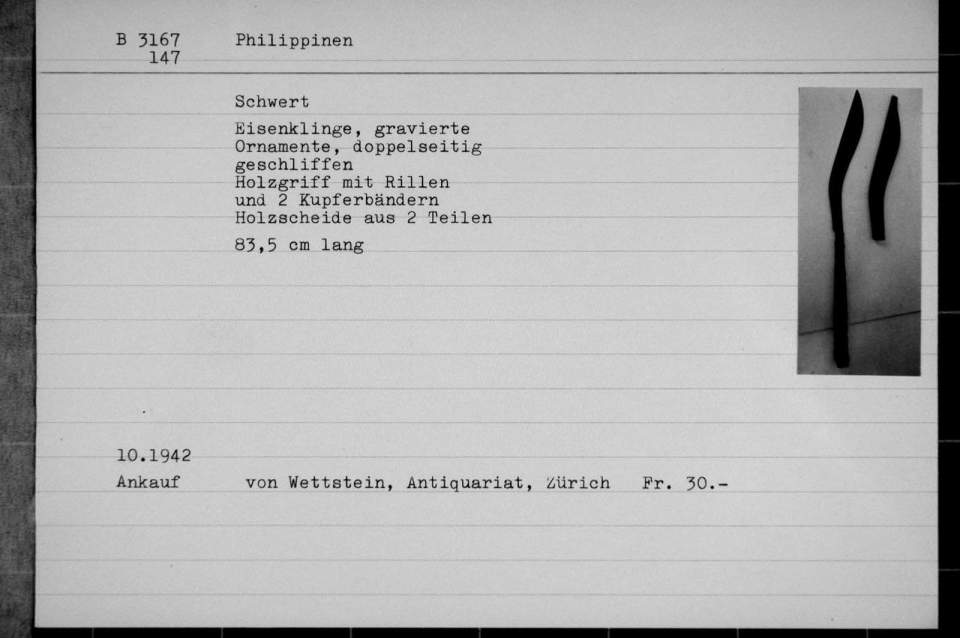 B 3167 Philippinen
147
Schwert
Eisenklinge, gravierte
Ornamente, doppelseitig
geschliffen
Holzgriff mit Rillen
und 2 Kupferbändern
Holzscheide aus 2 Teilen
83,5 cm lang
10.1942
Ankauf von Wettstein, Antiquariat, Zürich Fr. 30.-